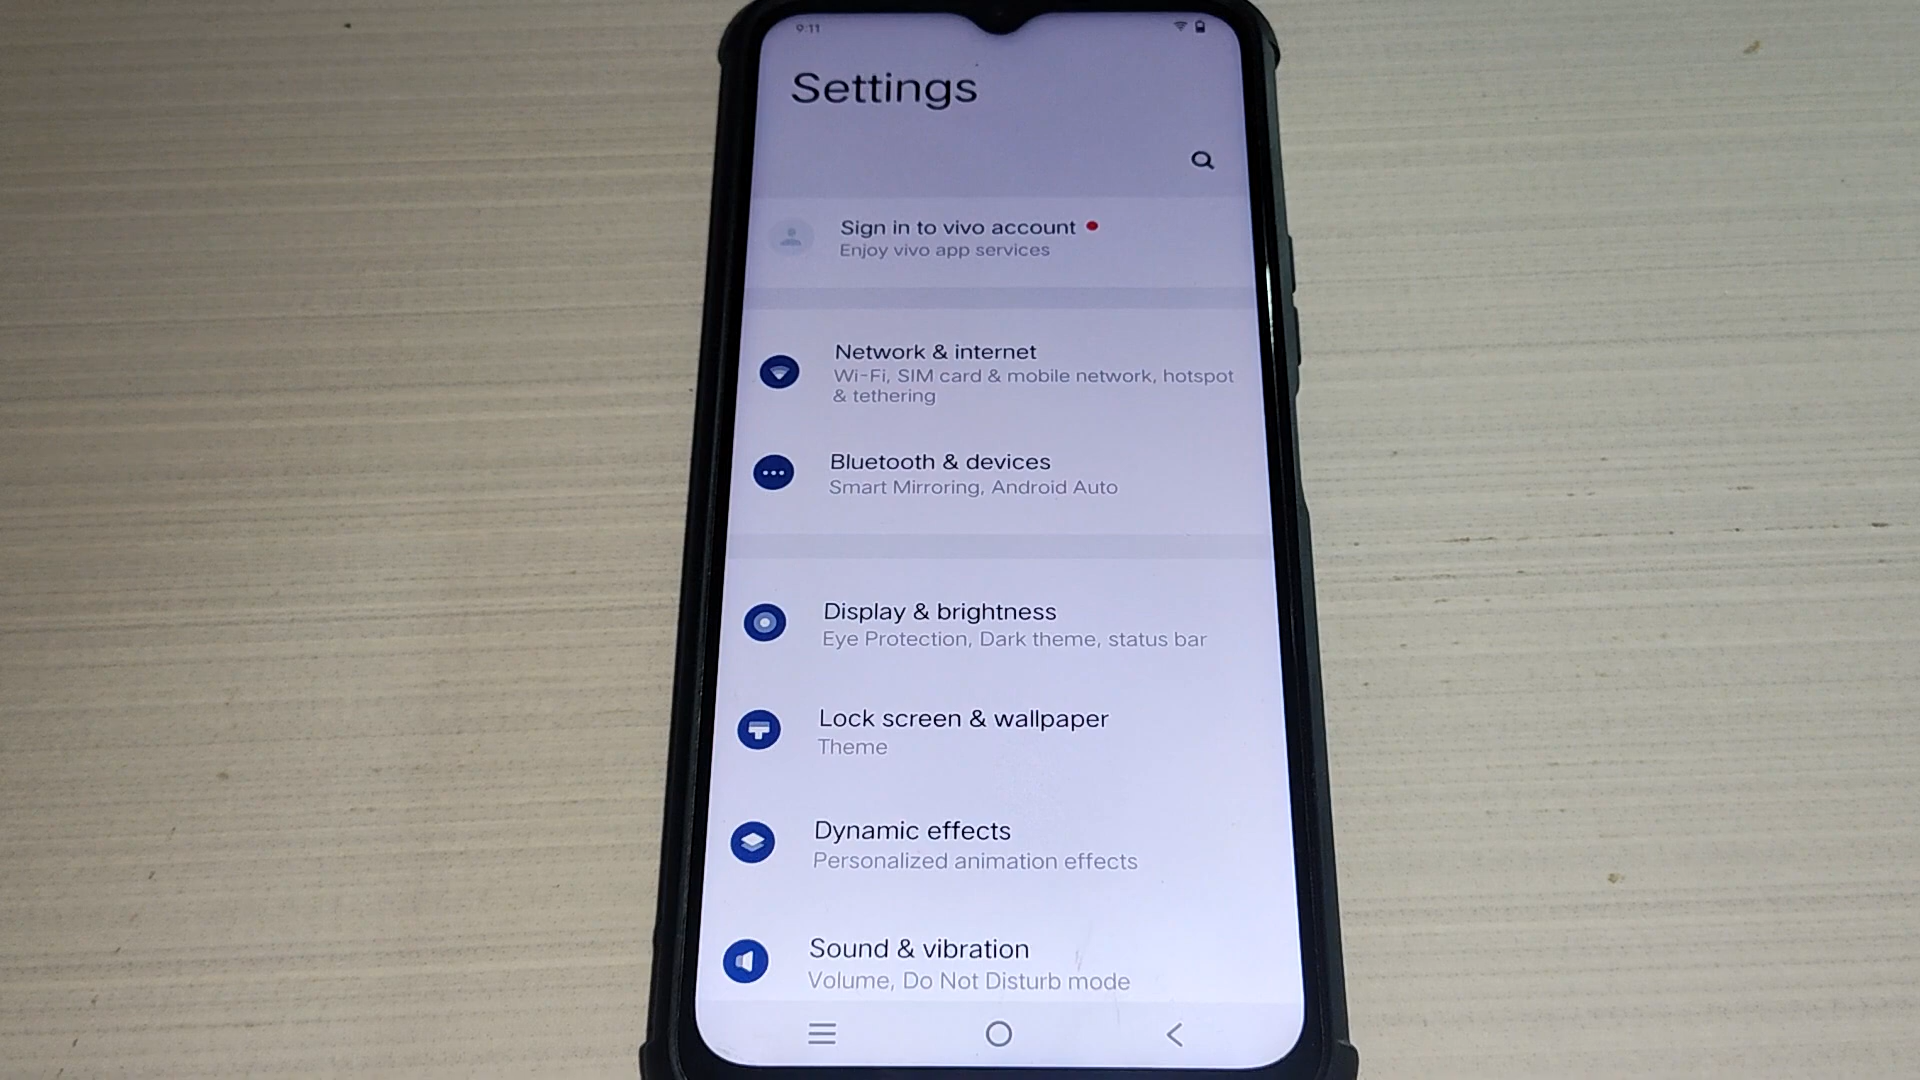 9:11
Settings
Sign in to vivo account
Enjoy vivo app services
Network & internet
Wi-Fi, SIM card & mobile network, hotspot
& tethering
Bluetooth & devices
Smart Mirroring, Android Auto
Display & brightness
Eye Protection, Dark theme, status bar
Lock screen & wallpaper
Theme
Dynamic effects
Personalized animation effects
Sound & vibration
Volume, Do Not Disturb mode